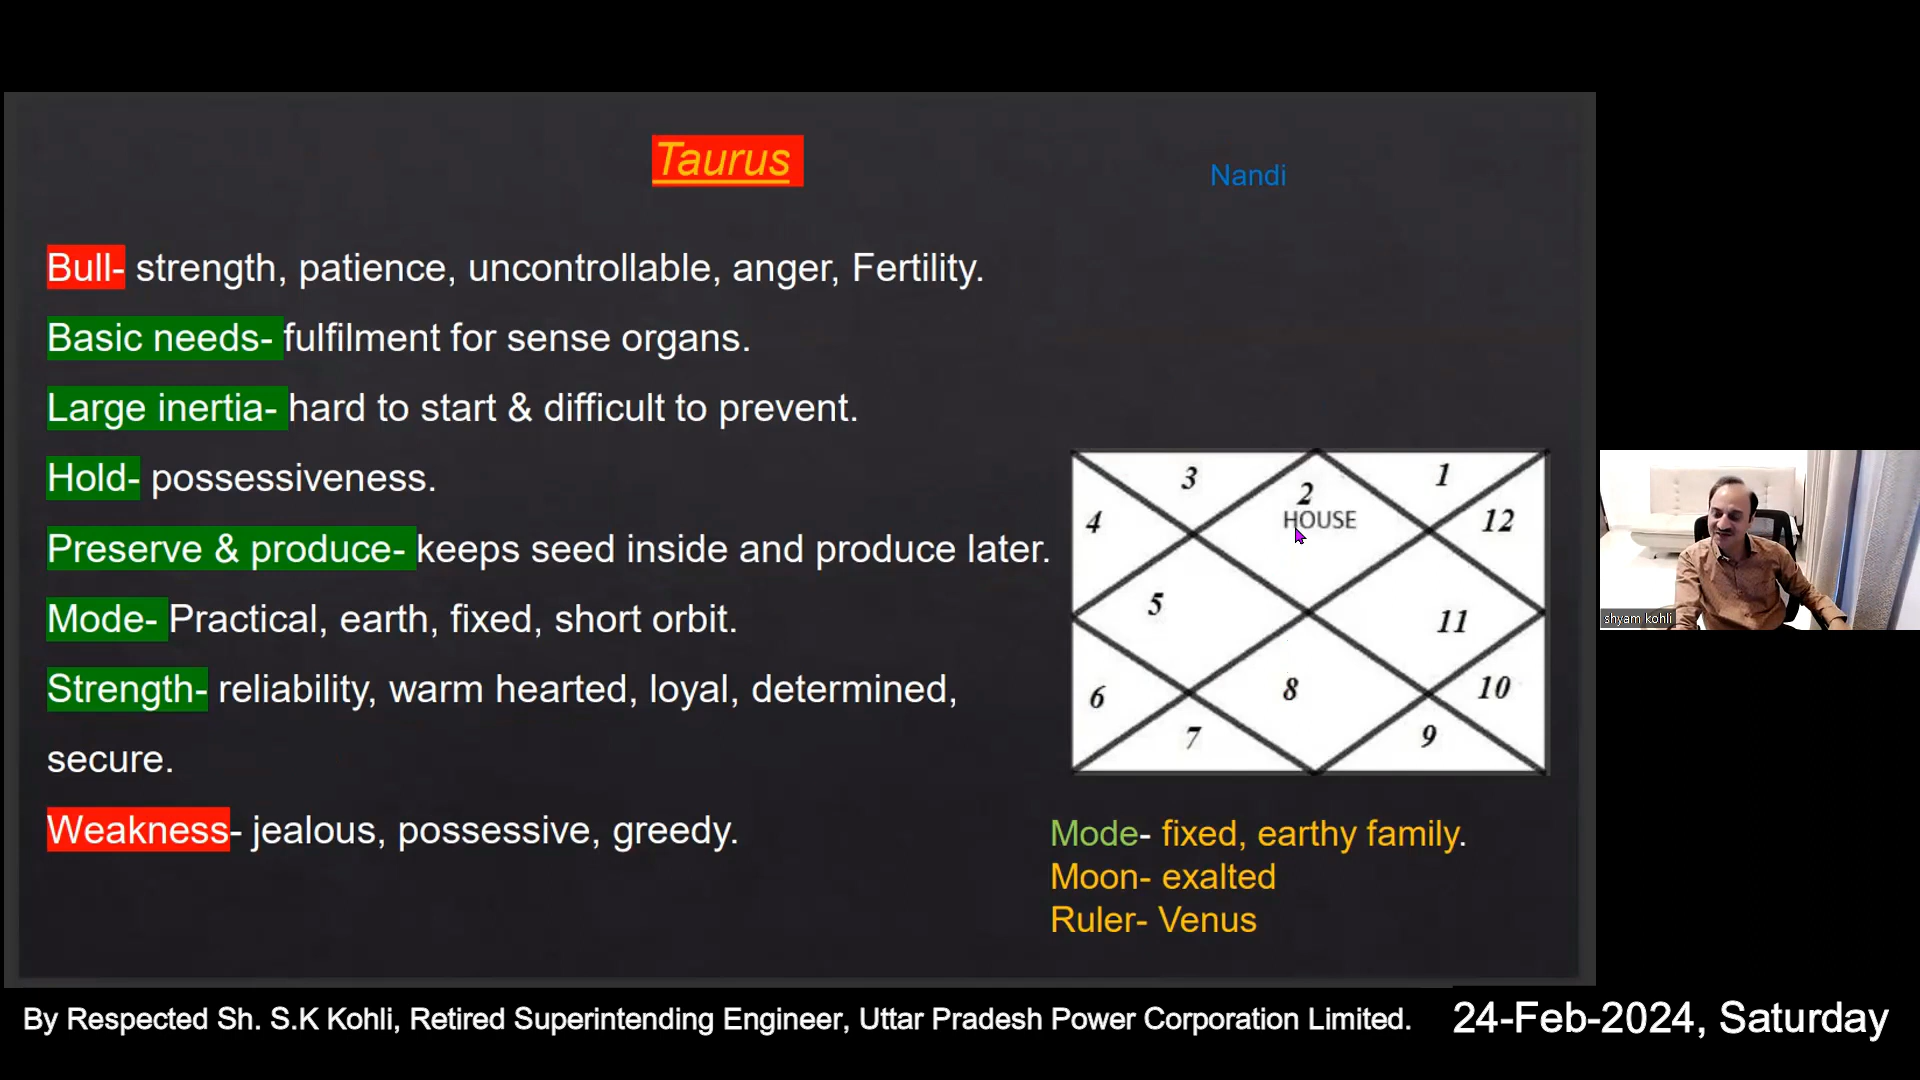 Taurus
Nandi
Bull- strength, patience, uncontrollable, anger, Fertility.
Basic needs- fulfilment for sense organs.
Large inertia- hard to start & difficult to prevent.
Hold- possessiveness.
Preserve & produce- keeps seed inside and produce later.
Mode- Practical, earth, fixed, short orbit.
Strength- reliability, warm hearted, loyal, determined,
secure.
Weakness- jealous, possessive, greedy.
3
2
1
4
HOUSE
12
5
11
6
8
10
7
9
Mode- fixed, earthy family.
Moon- exalted
Ruler- Venus
shyam kohli
By Respected Sh. S.K Kohli, Retired Superintending Engineer, Uttar Pradesh Power Corporation Limited.
24-Feb-2024, Saturday